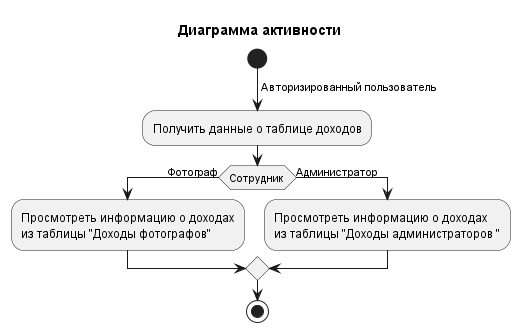 Диаграмма активности
Авторизированный пользователь
Получить данные о таблице доходов
Фотограф
Сотрудник
Администратор
Просмотреть информацию о доходах
из таблицы "Доходы фотографов"
Просмотреть информацию о доходах
из таблицы "Доходы администраторов "